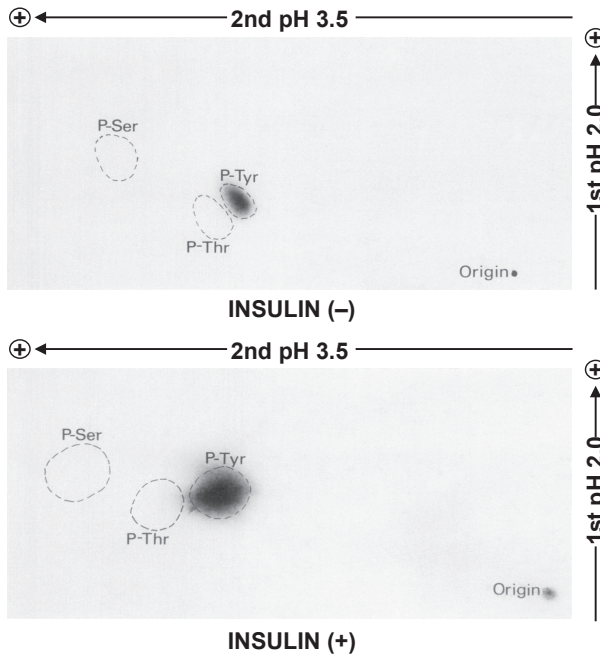 ⊕ 2nd pH 3.5
⊕ 1st pH 2.0
P-Ser
P-Tyr
P-Thr
Origin
INSULIN (–)
⊕ 2nd pH 3.5
⊕ 1st pH 2.0
P-Ser
P-Tyr
P-Thr
Origin
INSULIN (+)